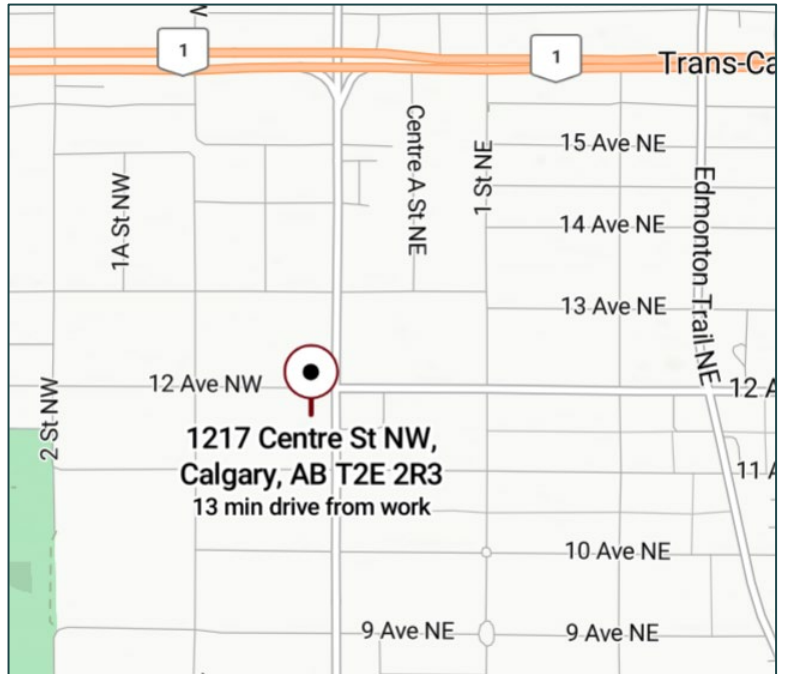 1
1
Trans-Ca
15 Ave NE
Centre A St NE
1 St NE
1A St NW
Edmonton Trail NE
14 Ave NE
13 Ave NE
12 Ave NW
12 A
2 St NW
1217 Centre St NW,
Calgary, AB T2E 2R3
13 min drive from work
11 A
10 Ave NE
9 Ave NE
9 Ave NE